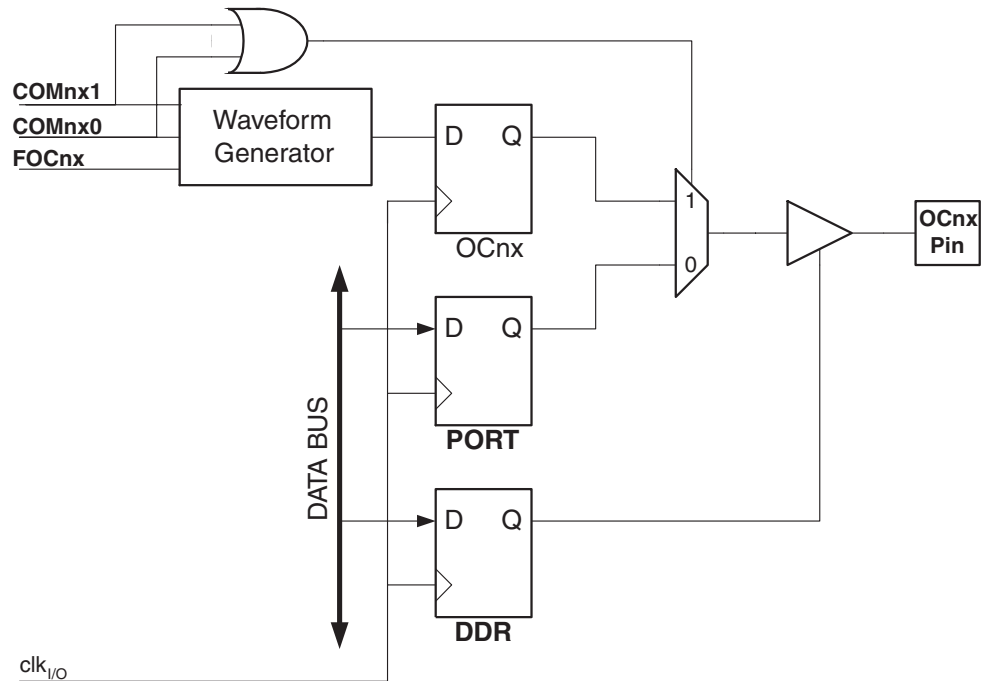 COMnx1
COMnx0
FOCnx
Waveform
Generator
D Q
OCnx
1
0
OCnx
Pin
D Q
PORT
DATA BUS
D Q
DDR
clkI/O